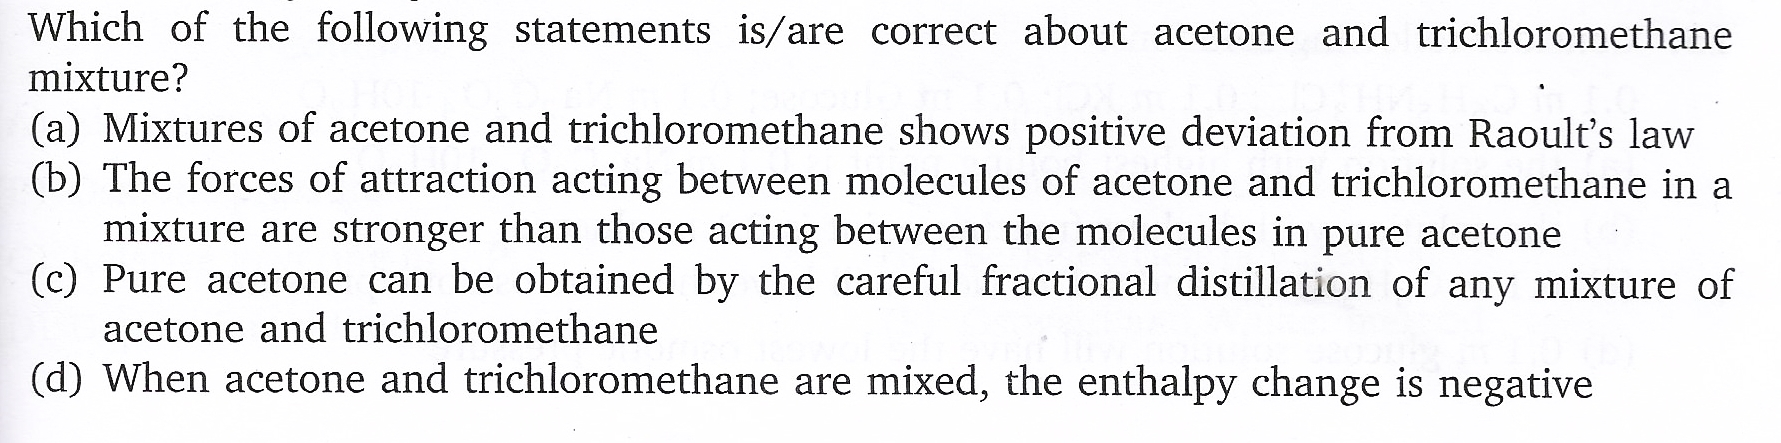 Which of the following statements is/are correct about acetone and trichloromethane
mixture?
(a) Mixtures of acetone and trichloromethane shows positive deviation from Raoult's law
(b) The forces of attraction acting between molecules of acetone and trichloromethane in a
mixture are stronger than those acting between the molecules in pure acetone
(c) Pure acetone can be obtained by the careful fractional distillation of any mixture of
acetone and trichloromethane
(d) When acetone and trichloromethane are mixed, the enthalpy change is negative